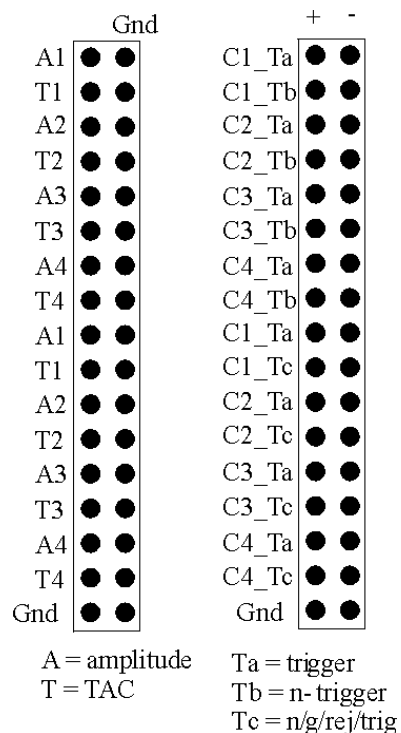 Gnd
A1
T1
A2
T2
A3
T3
A4
T4
A1
T1
A2
T2
A3
T3
A4
T4
Gnd
A = amplitude
T = TAC
+ -
C1_Ta
C1_Tb
C2_Ta
C2_Tb
C3_Ta
C3_Tb
C4_Ta
C4_Tb
C1_Ta
C1_Tc
C2_Ta
C2_Tc
C3_Ta
C3_Tc
C4_Ta
C4_Tc
Gnd
Ta = trigger
Tb = n- trigger
Tc = n/g/rej/trig